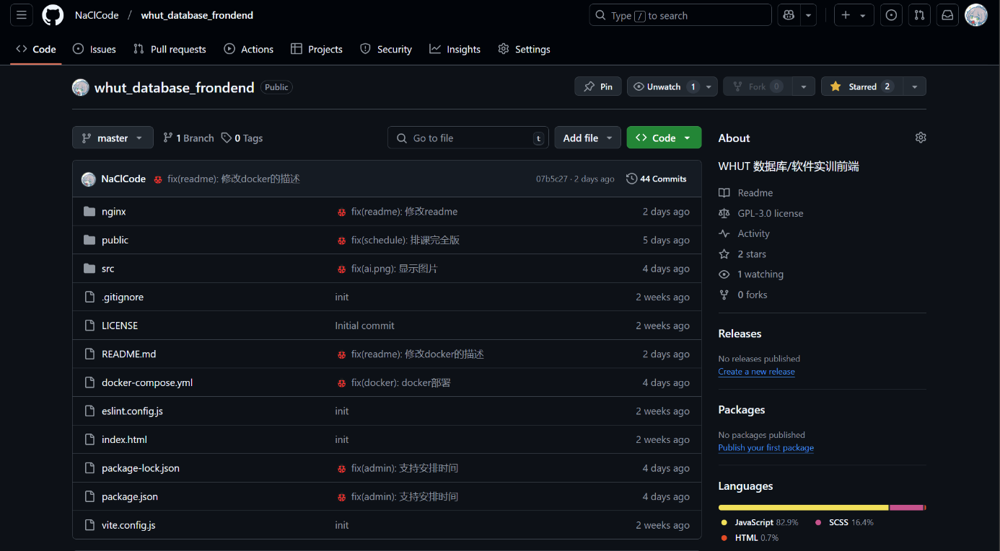 NaClCode / whut_database_frondend
Type / to search
Code Issues Pull requests Actions Projects Security Insights Settings
whut_database_frondend Public
Pin Unwatch 1 Fork 0 Starred 2
master 1 Branch 0 Tags Go to file t Add file Code
NaClCode fix(readme): 修改docker的描述 07b5c27 · 2 days ago 44 Commits
nginx fix(readme): 修改readme 2 days ago
public fix(schedule): 排课完全版 5 days ago
src fix(ai.png): 显示图片 4 days ago
.gitignore init 2 weeks ago
LICENSE Initial commit 2 weeks ago
README.md fix(readme): 修改docker的描述 2 days ago
docker-compose.yml fix(docker): docker部署 4 days ago
eslint.config.js init 2 weeks ago
index.html init 2 weeks ago
package-lock.json fix(admin): 支持安排时间 4 days ago
package.json fix(admin): 支持安排时间 4 days ago
vite.config.js init 2 weeks ago
About
WHUT 数据库/软件实训前端
Readme
GPL-3.0 license
Activity
2 stars
1 watching
0 forks
Releases
No releases published
Create a new release
Packages
No packages published
Publish your first package
Languages
JavaScript 82.9% SCSS 16.4%
HTML 0.7%